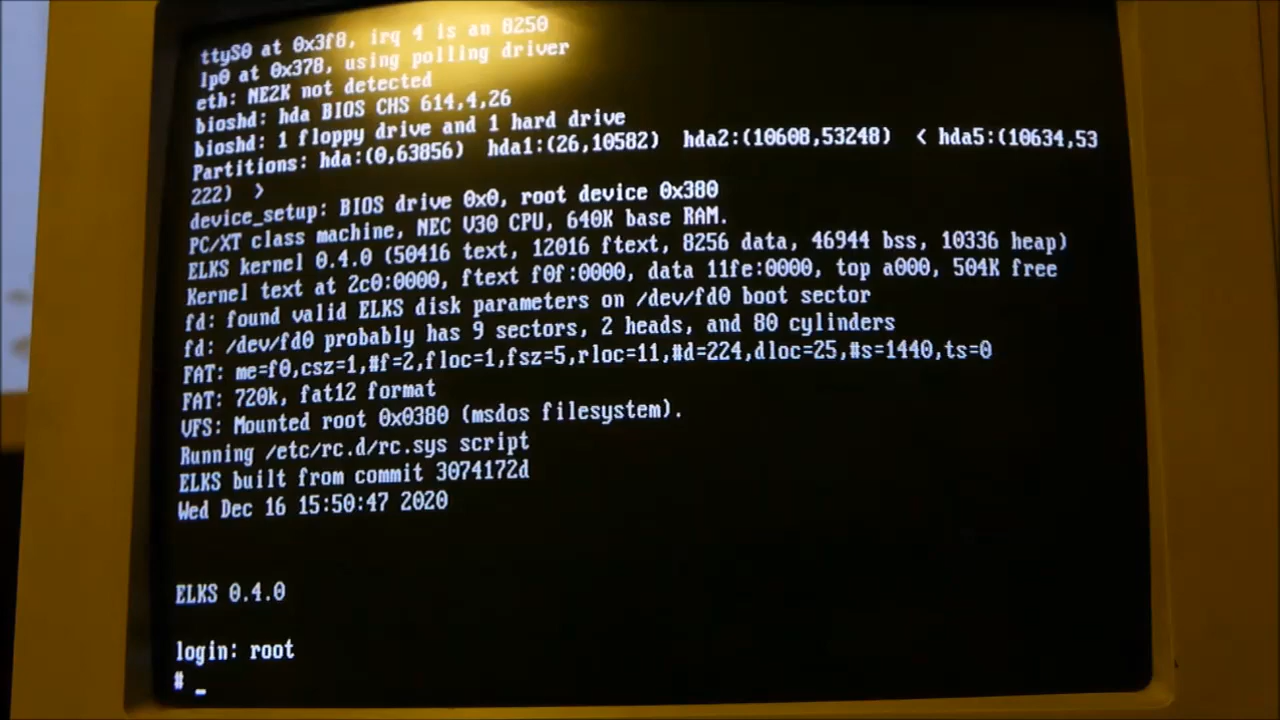 ttyS0 at 0x3f8, irq 4 is an 8250
lp0 at 0x378, using polling driver
eth: NE2K not detected
bioshd: hda BIOS CHS 614,4,26
bioshd: 1 floppy drive and 1 hard drive
Partitions: hda:(0,63856)  hda1:(26,10582)  hda2:(10608,53248)  < hda5:(10634,53
222)  >
device_setup: BIOS drive 0x0, root device 0x380
PC/XT class machine, NEC V30 CPU, 640K base RAM.
ELKS kernel 0.4.0 (50416 text, 12016 ftext, 8256 data, 46944 bss, 10336 heap)
Kernel text at 2c0:0000, ftext f0f:0000, data 11fe:0000, top a000, 504K free
fd: found valid ELKS disk parameters on /dev/fd0 boot sector
fd: /dev/fd0 probably has 9 sectors, 2 heads, and 80 cylinders
FAT: me=f0,csz=1,#f=2,floc=1,fsz=5,rloc=11,#d=224,dloc=25,#s=1440,ts=0
FAT: 720k, fat12 format
VFS: Mounted root 0x0380 (msdos filesystem).
Running /etc/rc.d/rc.sys script
ELKS built from commit 3074172d
Wed Dec 16 15:50:47 2020
ELKS 0.4.0
login: root
# _